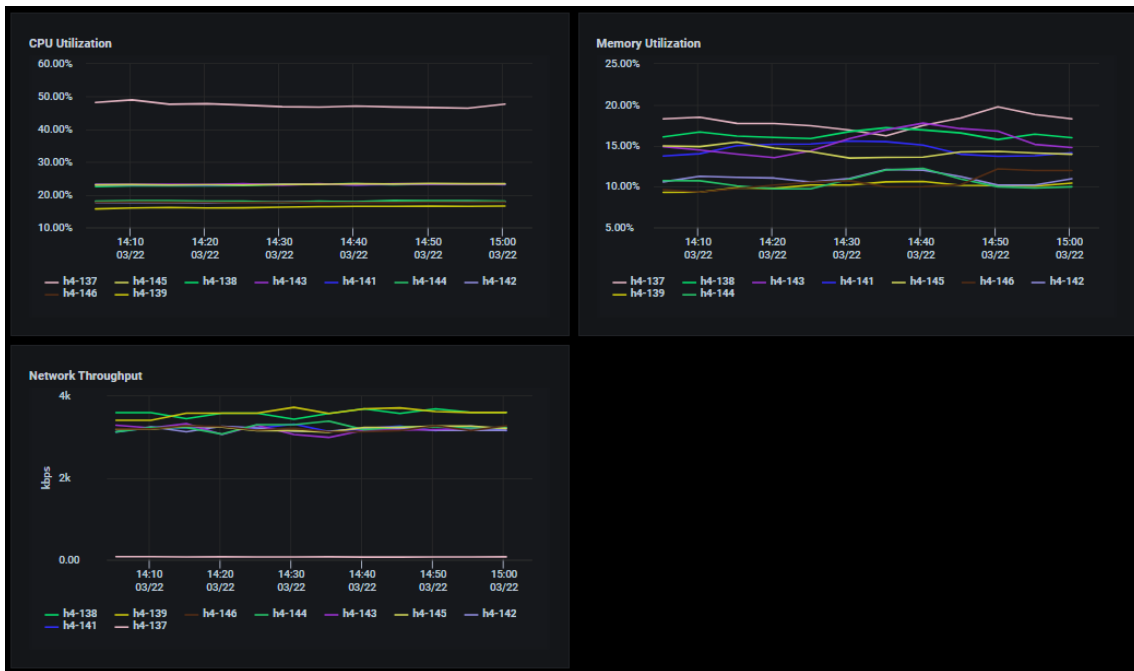 CPU Utilization
60.00%
50.00%
40.00%
30.00%
20.00%
10.00%
14:10 14:20 14:30 14:40 14:50 15:00
03/22 03/22 03/22 03/22 03/22 03/22
h4-137 h4-145 h4-138 h4-143 h4-141 h4-144 h4-142
h4-146 h4-139
Memory Utilization
25.00%
20.00%
15.00%
10.00%
5.00%
14:10 14:20 14:30 14:40 14:50 15:00
03/22 03/22 03/22 03/22 03/22 03/22
h4-137 h4-138 h4-143 h4-141 h4-145 h4-146 h4-142
h4-139 h4-144
Network Throughput
4k
kbps
2k
0.00
14:10 14:20 14:30 14:40 14:50 15:00
03/22 03/22 03/22 03/22 03/22 03/22
h4-138 h4-139 h4-146 h4-144 h4-143 h4-145 h4-142
h4-141 h4-137